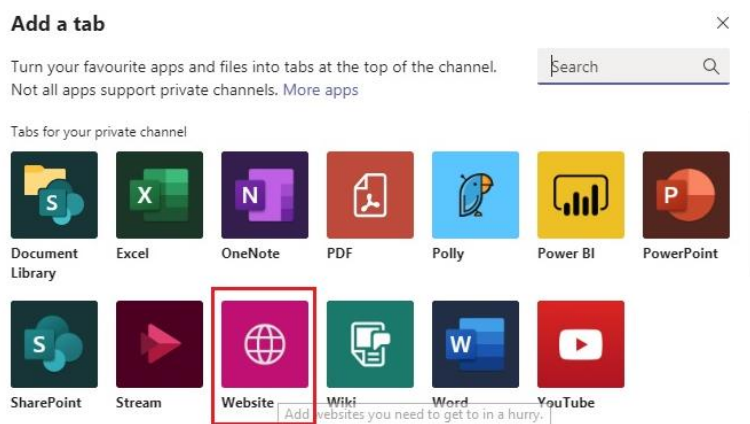 Add a tab
Turn your favourite apps and files into tabs at the top of the channel.
Not all apps support private channels. More apps
Search
Tabs for your private channel
S
X
N
P
Document Library
Excel
OneNote
PDF
Polly
Power BI
PowerPoint
S
W
SharePoint
Stream
Website
Wiki
Word
YouTube
Add websites you need to get to in a hurry.